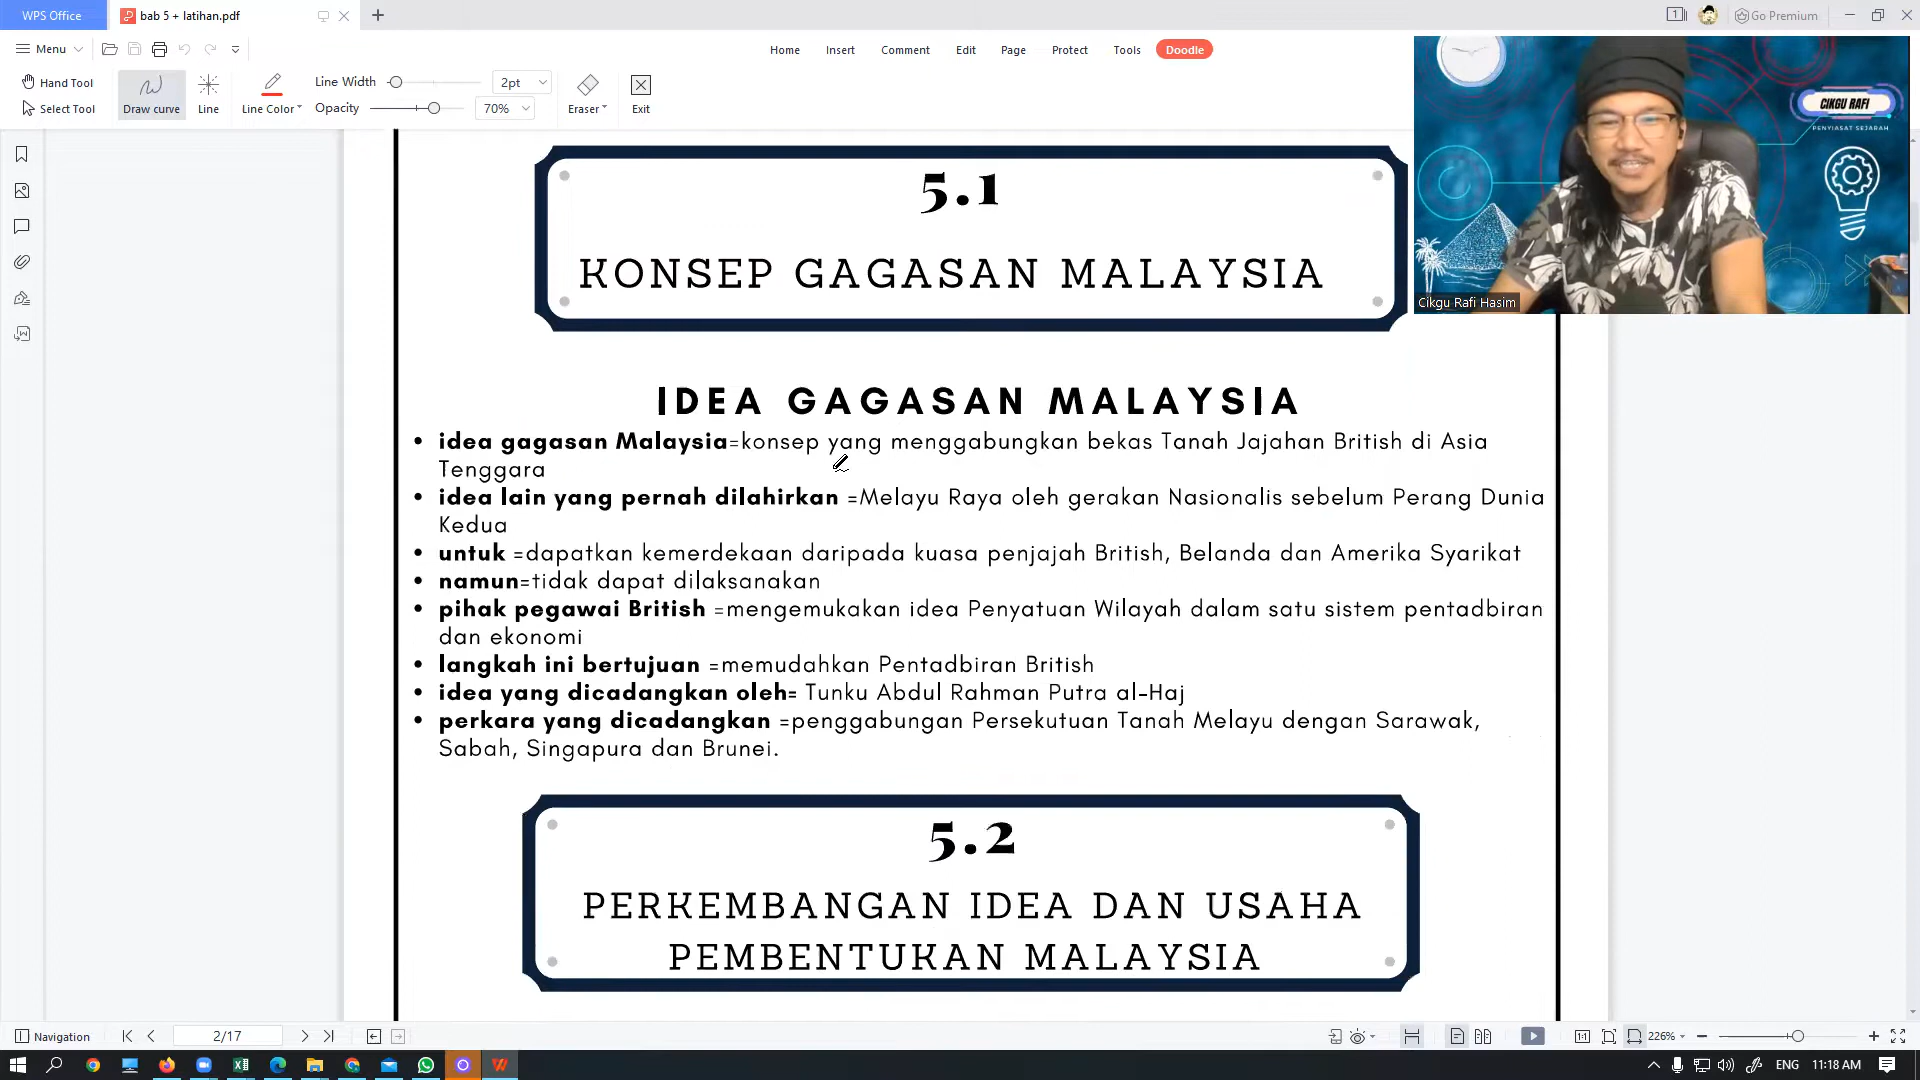 WPS Office
bab 5 + latihan.pdf
1
Go Premium
Menu
Home Insert Comment Edit Page Protect Tools Doodle
Hand Tool
Select Tool
Draw curve
Line
Line Color
Line Width 2pt
Opacity 70%
Eraser
Exit
CIKGU RAFI
PENYIASAT SEJARAH
Cikgu Rafi Hasim
5.1
KONSEP GAGASAN MALAYSIA
IDEA GAGASAN MALAYSIA
• idea gagasan Malaysia=konsep yang menggabungkan bekas Tanah Jajahan British di Asia
Tenggara
• idea lain yang pernah dilahirkan =Melayu Raya oleh gerakan Nasionalis sebelum Perang Dunia
Kedua
• untuk =dapatkan kemerdekaan daripada kuasa penjajah British, Belanda dan Amerika Syarikat
• namun=tidak dapat dilaksanakan
• pihak pegawai British =mengemukakan idea Penyatuan Wilayah dalam satu sistem pentadbiran
dan ekonomi
• langkah ini bertujuan =memudahkan Pentadbiran British
• idea yang dicadangkan oleh= Tunku Abdul Rahman Putra al-Haj
• perkara yang dicadangkan =penggabungan Persekutuan Tanah Melayu dengan Sarawak,
Sabah, Singapura dan Brunei.
5.2
PERKEMBANGAN IDEA DAN USAHA
PEMBENTUKAN MALAYSIA
Navigation
2/17
226%
ENG 11:18 AM